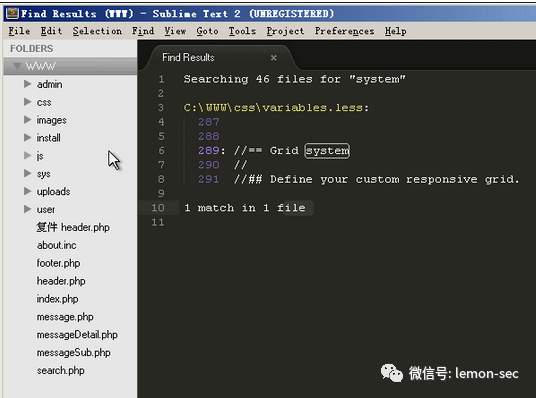 Find Results (WWW) - Sublime Text 2 (UNREGISTERED)
File Edit Selection Find View Goto Tools Project Preferences Help
FOLDERS
WWW
admin
css
images
install
js
sys
uploads
user
复件 header.php
about.inc
footer.php
header.php
index.php
message.php
messageDetail.php
messageSub.php
search.php
Find Results ×
1 Searching 46 files for "system"
2
3 C:\WWW\css\variables.less:
4 287
5 288
6 289: //== Grid system
7 290 //
8 291 //## Define your custom responsive grid.
9
10 1 match in 1 file
11
微信号: lemon-sec